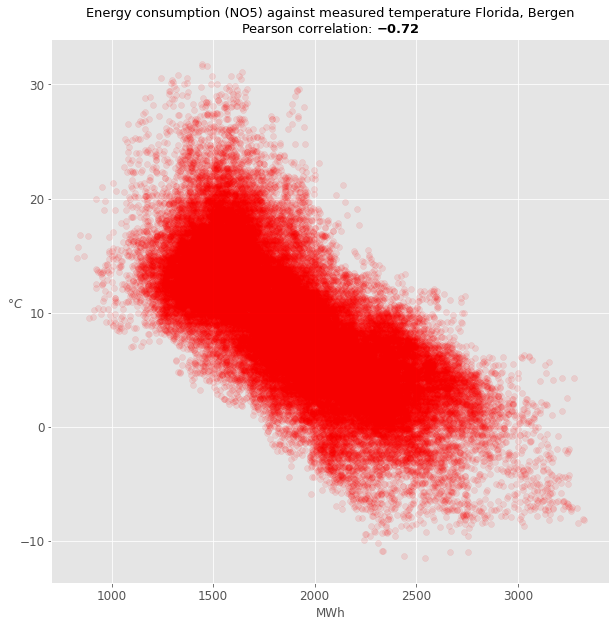 Energy consumption (NO5) against measured temperature Florida, Bergen
Pearson correlation: −0.72
30
20
10
0
−10
°C
1000
1500
2000
2500
3000
MWh